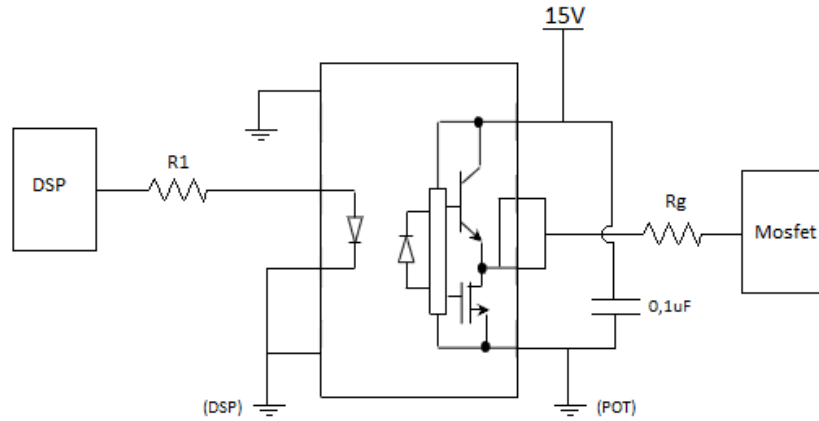 15V
R1
DSP
Rg
Mosfet
0,1uF
(DSP)
(POT)